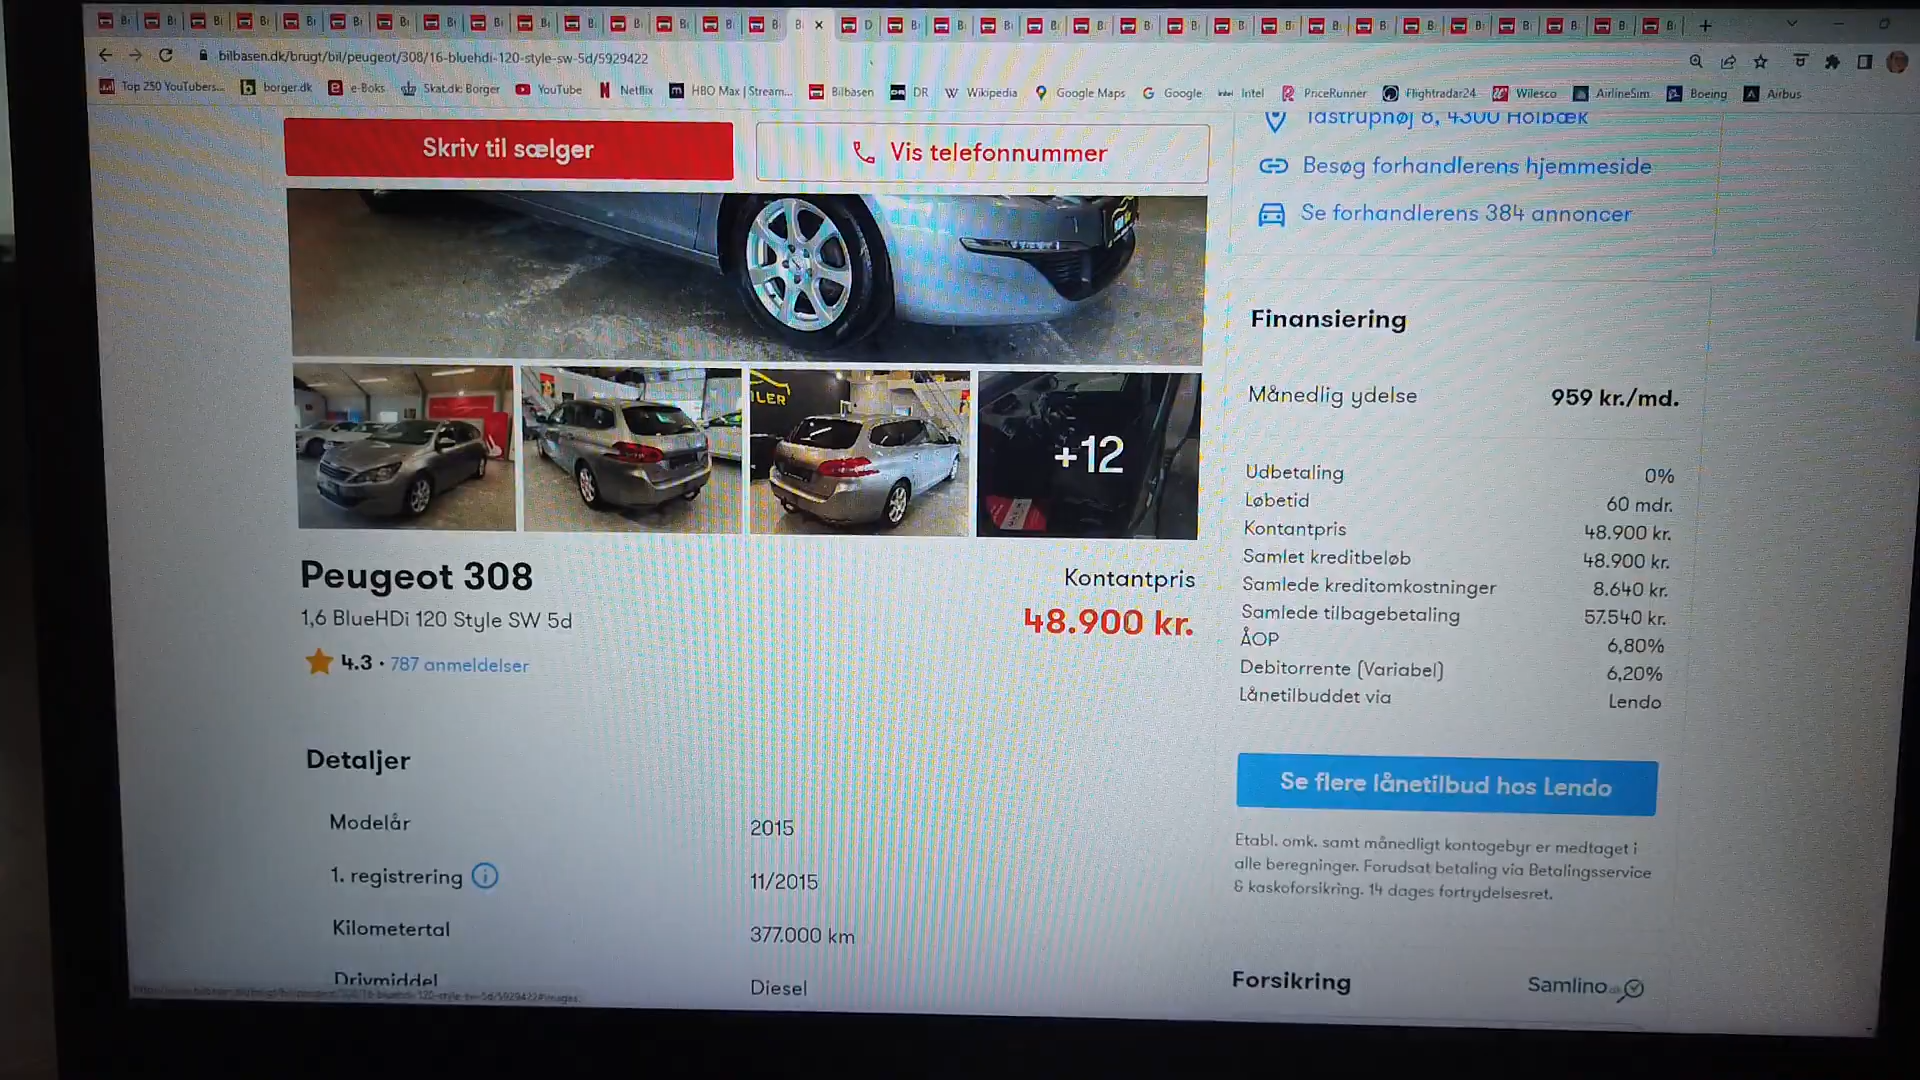 bilbasen.dk/brugt/bil/peugeot/308/16-bluehdi-120-style-sw-5d/5929422
Top 250 YouTubers... borger.dk e-Boks Skat.dk: Borger YouTube Netflix HBO Max | Stream... Bilbasen DR Wikipedia Google Maps Google Intel PriceRunner Flightradar24 Wilesco AirlineSim Boeing Airbus
Skriv til sælger
Vis telefonnummer
Tåstruphøj 8, 4300 Holbæk
Besøg forhandlerens hjemmeside
Se forhandlerens 384 annoncer
+12
Peugeot 308
1,6 BlueHDi 120 Style SW 5d
4.3 • 787 anmeldelser
Kontantpris
48.900 kr.
Detaljer
Modelår 2015
1. registrering 11/2015
Kilometertal 377.000 km
Drivmiddel Diesel
Finansiering
Månedlig ydelse 959 kr./md.
Udbetaling 0%
Løbetid 60 mdr.
Kontantpris 48.900 kr.
Samlet kreditbeløb 48.900 kr.
Samlede kreditomkostninger 8.640 kr.
Samlede tilbagebetaling 57.540 kr.
ÅOP 6,80%
Debitorrente (Variabel) 6,20%
Lånetilbuddet via Lendo
Se flere lånetilbud hos Lendo
Etabl. omk. samt månedligt kontogebyr er medtaget i
alle beregninger. Forudsat betaling via Betalingsservice
& kaskoforsikring. 14 dages fortrydelsesret.
Forsikring Samlino